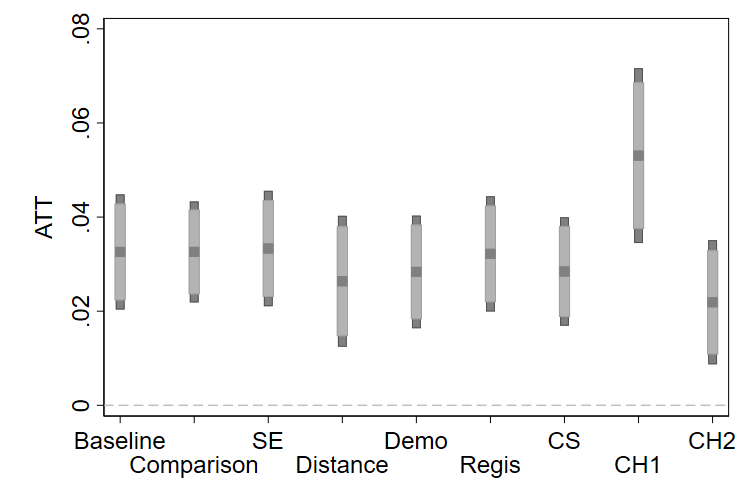 .08
.06
.04
.02
0
ATT
Baseline SE Demo CS CH2
Comparison Distance Regis CH1